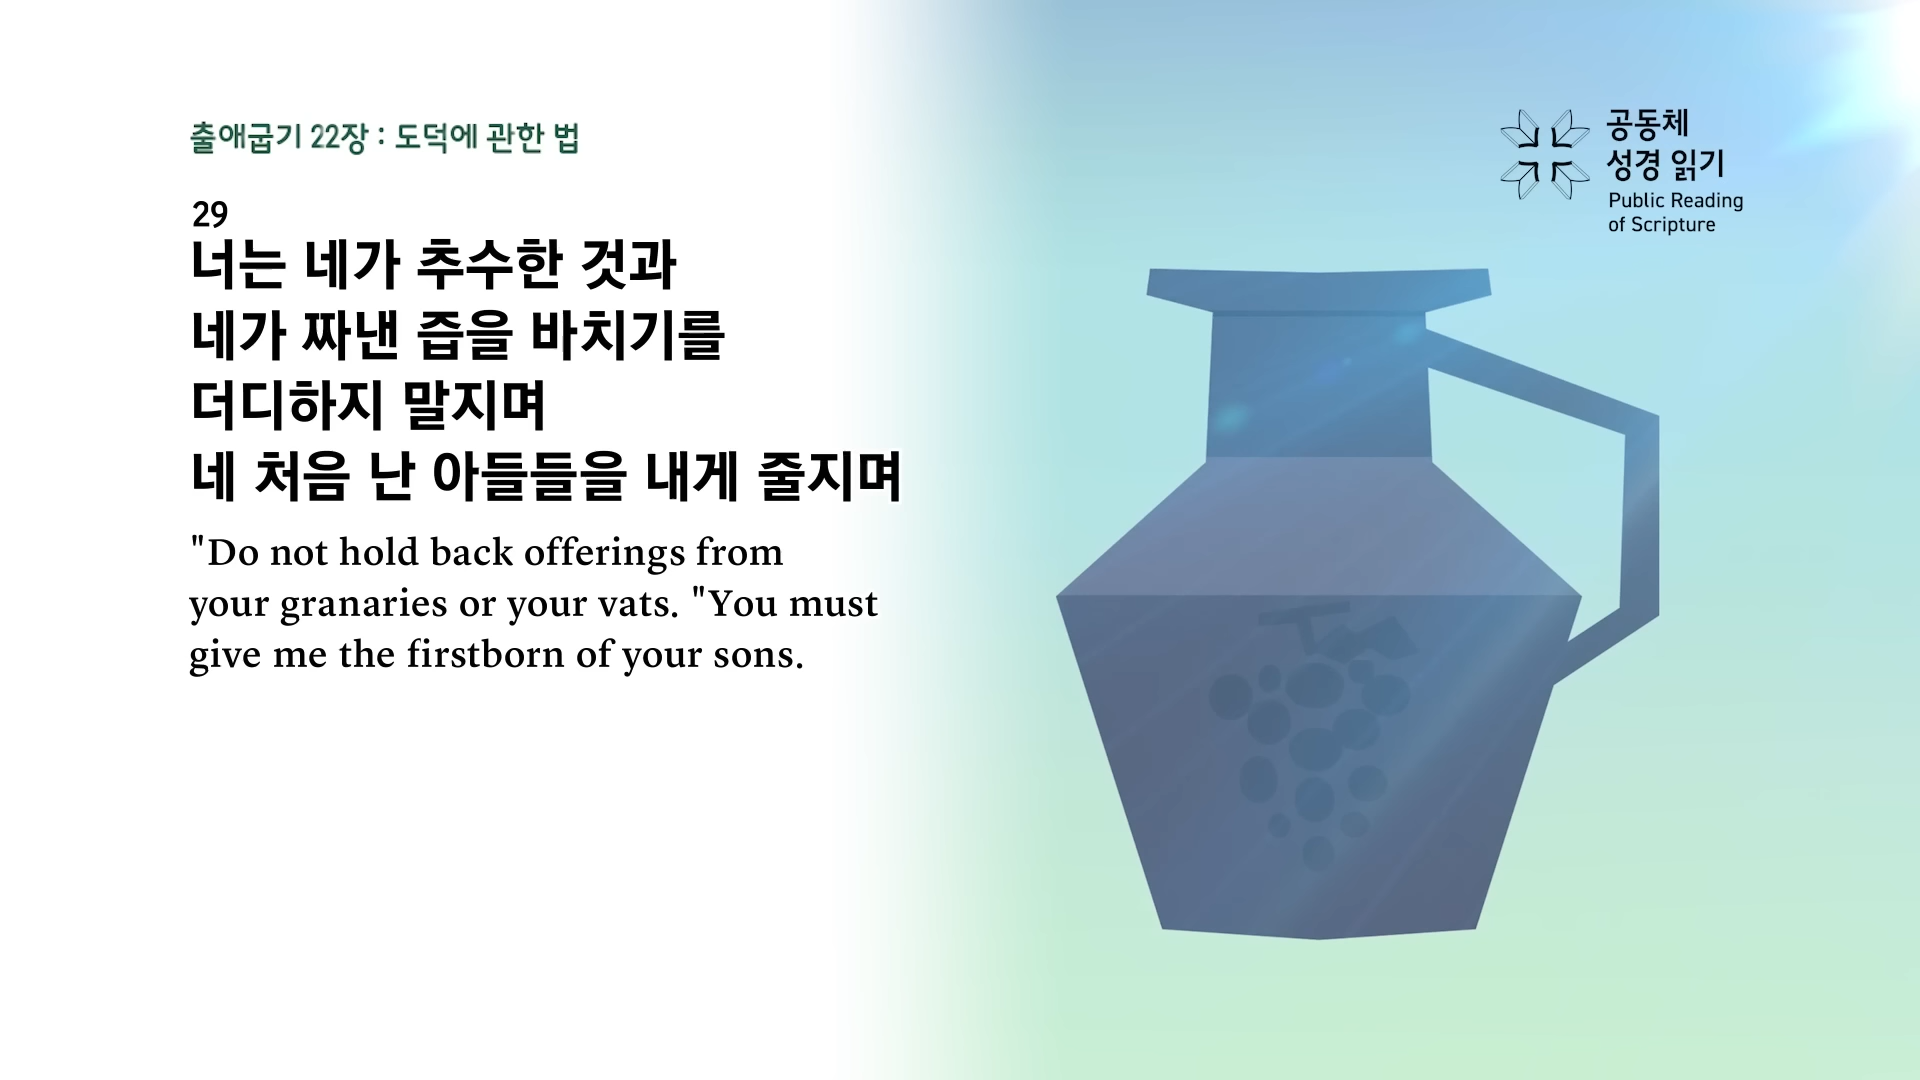 출애굽기 22장 : 도덕에 관한 법
29
너는 네가 추수한 것과
네가 짜낸 즙을 바치기를
더디하지 말지며
네 처음 난 아들들을 내게 줄지며
"Do not hold back offerings from
your granaries or your vats. "You must
give me the firstborn of your sons.
공동체
성경 읽기
Public Reading
of Scripture